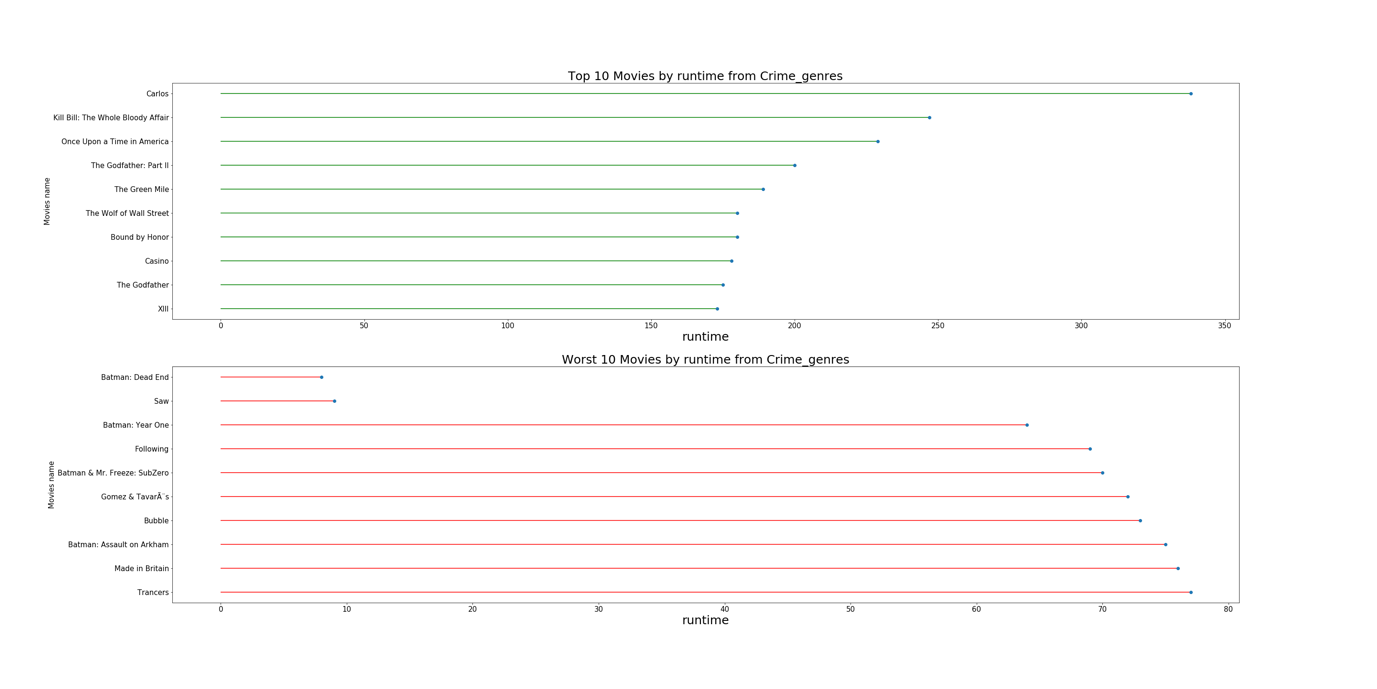 Top 10 Movies by runtime from Crime_genres
Movies name
Carlos
Kill Bill: The Whole Bloody Affair
Once Upon a Time in America
The Godfather: Part II
The Green Mile
The Wolf of Wall Street
Bound by Honor
Casino
The Godfather
XIII
0 50 100 150 200 250 300 350
runtime
Worst 10 Movies by runtime from Crime_genres
Movies name
Batman: Dead End
Saw
Batman: Year One
Following
Batman & Mr. Freeze: SubZero
Gomez & TavarÃ¨s
Bubble
Batman: Assault on Arkham
Made in Britain
Trancers
0 10 20 30 40 50 60 70 80
runtime